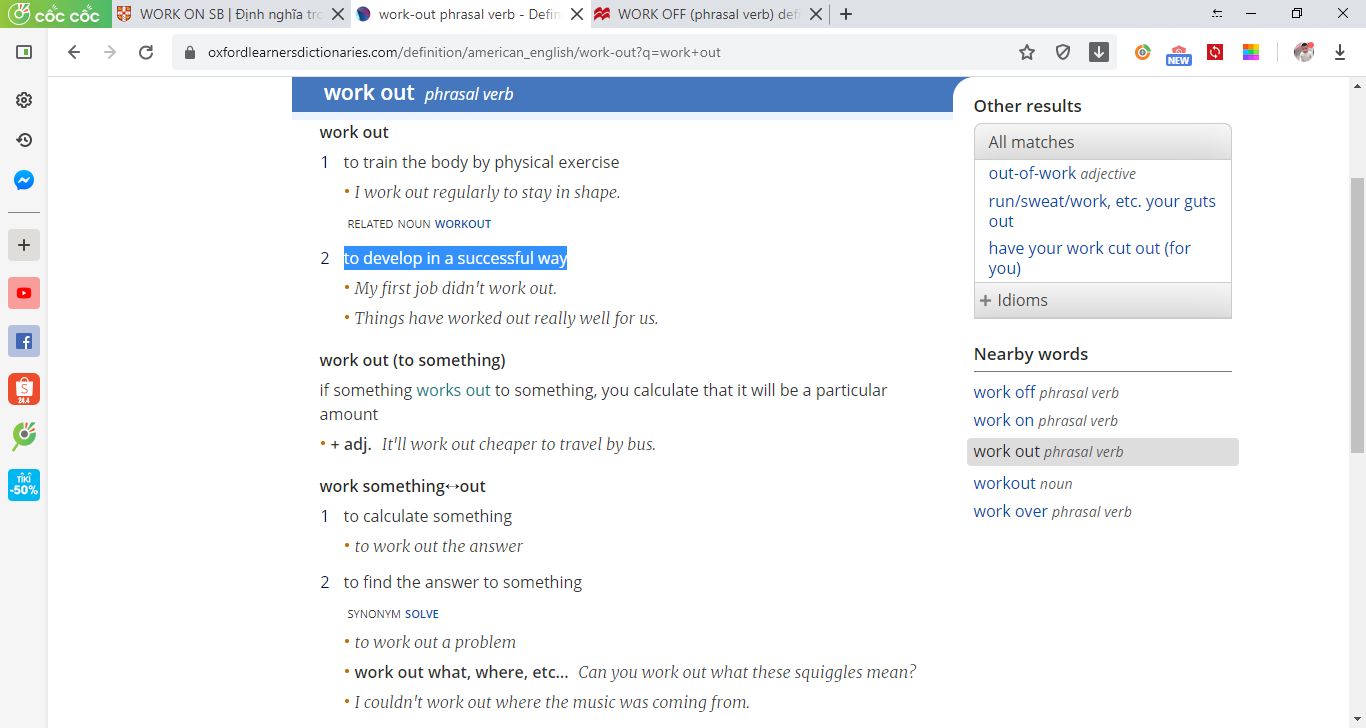 cốc cốc
WORK ON SB | Định nghĩa tro
work-out phrasal verb - Defin
WORK OFF (phrasal verb) defi
oxfordlearnersdictionaries.com/definition/american_english/work-out?q=work+out
NEW
work out phrasal verb
work out
1 to train the body by physical exercise
• I work out regularly to stay in shape.
RELATED NOUN WORKOUT
2 to develop in a successful way
• My first job didn't work out.
• Things have worked out really well for us.
work out (to something)
if something works out to something, you calculate that it will be a particular
amount
• + adj. It'll work out cheaper to travel by bus.
work something↔out
1 to calculate something
• to work out the answer
2 to find the answer to something
SYNONYM SOLVE
• to work out a problem
• work out what, where, etc... Can you work out what these squiggles mean?
• I couldn't work out where the music was coming from.
Other results
All matches
out-of-work adjective
run/sweat/work, etc. your guts
out
have your work cut out (for
you)
+ Idioms
Nearby words
work off phrasal verb
work on phrasal verb
work out phrasal verb
workout noun
work over phrasal verb
24.4
TIKI
-50%